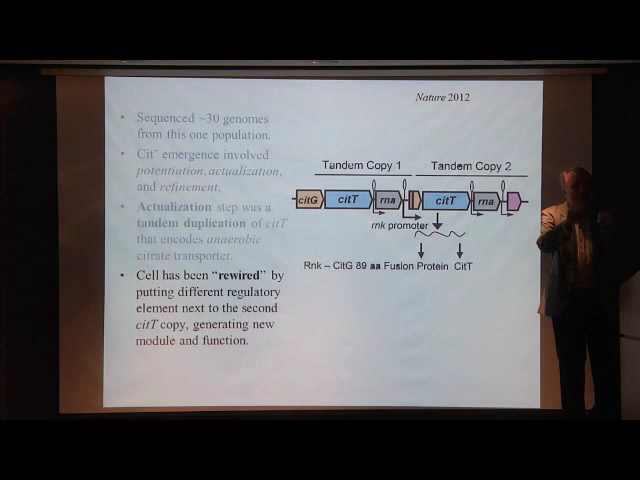 Nature 2012
• Sequenced ~30 genomes
from this one population.
• Cit⁺ emergence involved
potentiation, actualization,
and refinement.
• Actualization step was a
tandem duplication of citT
that encodes anaerobic
citrate transporter.
• Cell has been “rewired” by
putting different regulatory
element next to the second
citT copy, generating new
module and function.
Tandem Copy 1 Tandem Copy 2
citG citT rna citT rna
rnk promoter
Rnk – CitG 89 aa Fusion Protein CitT